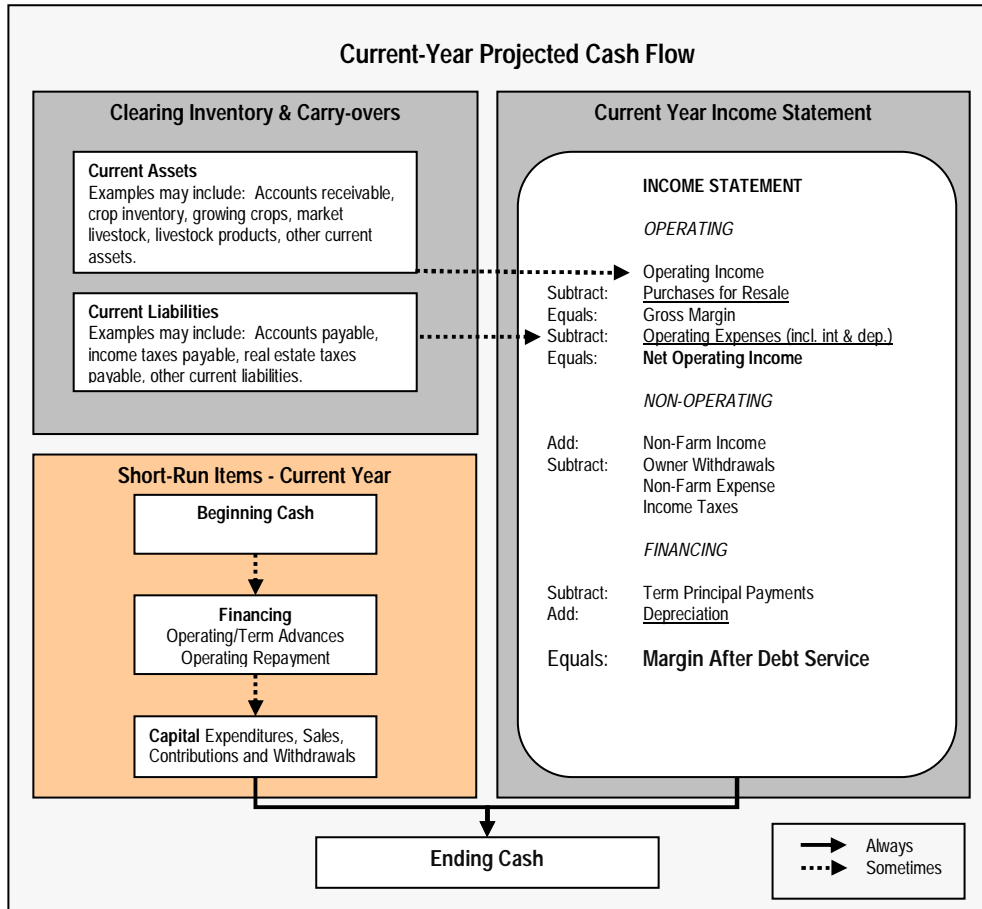 Current-Year Projected Cash Flow
Clearing Inventory & Carry-overs
Current Assets
Examples may include: Accounts receivable,
crop inventory, growing crops, market
livestock, livestock products, other current
assets.
Current Liabilities
Examples may include: Accounts payable,
income taxes payable, real estate taxes
payable, other current liabilities.
Short-Run Items - Current Year
Beginning Cash
Financing
Operating/Term Advances
Operating Repayment
Capital Expenditures, Sales,
Contributions and Withdrawals
Current Year Income Statement
INCOME STATEMENT
OPERATING
Operating Income
Subtract: Purchases for Resale
Equals: Gross Margin
Subtract: Operating Expenses (incl. int & dep.)
Equals: Net Operating Income
NON-OPERATING
Add: Non-Farm Income
Subtract: Owner Withdrawals
Non-Farm Expense
Income Taxes
FINANCING
Subtract: Term Principal Payments
Add: Depreciation
Equals: Margin After Debt Service
Ending Cash
Always
Sometimes